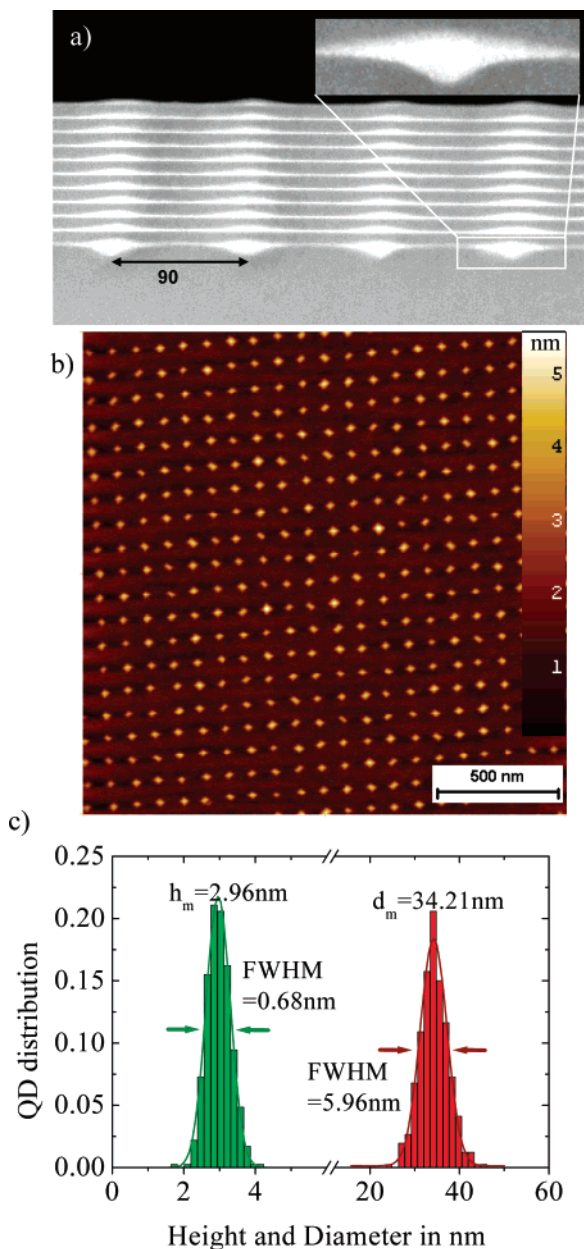 a)
90
b)
nm
5
4
3
2
1
500 nm
c)
0.25
0.20
0.15
0.10
0.05
0.00
QD distribution
h_m=2.96nm
FWHM
=0.68nm
d_m=34.21nm
FWHM
=5.96nm
0 2 4 20 40 60
Height and Diameter in nm